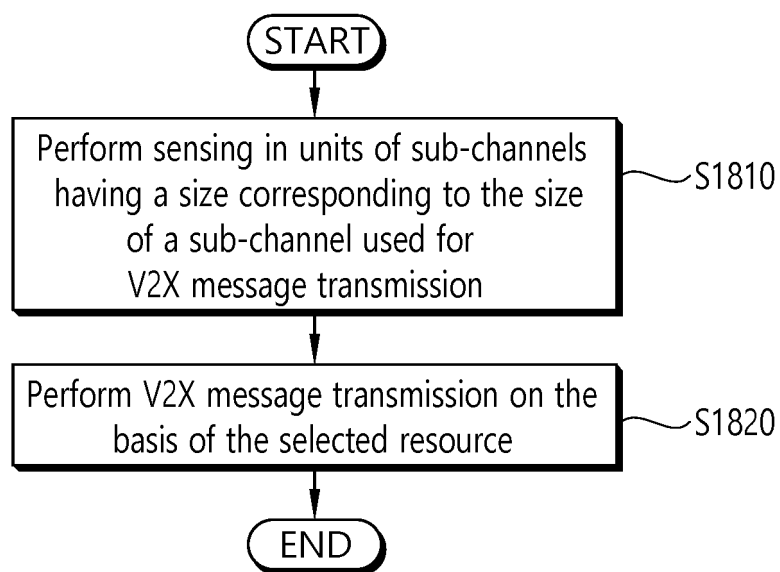 START
Perform sensing in units of sub-channels
having a size corresponding to the size
of a sub-channel used for
V2X message transmission
S1810
Perform V2X message transmission on the
basis of the selected resource
S1820
END